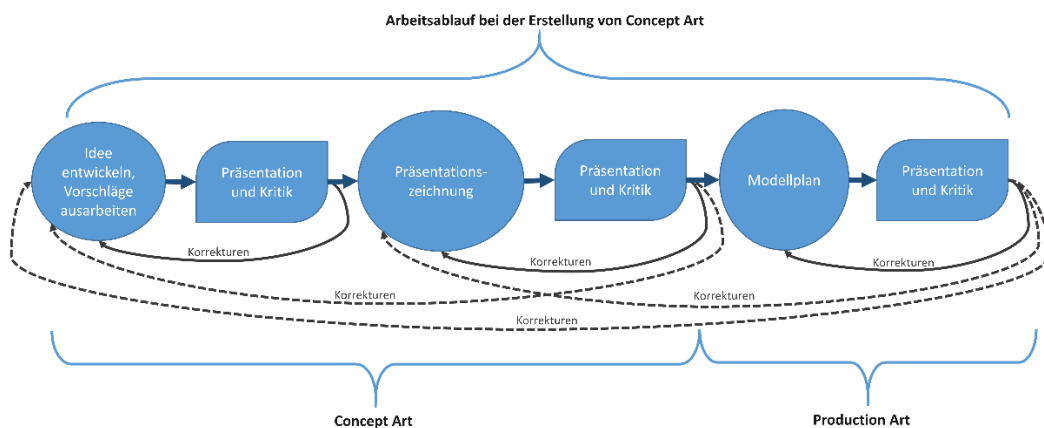 Arbeitsablauf bei der Erstellung von Concept Art
Idee
entwickeln,
Vorschläge
ausarbeiten
Präsentation
und Kritik
Präsentations-
zeichnung
Präsentation
und Kritik
Modellplan
Präsentation
und Kritik
Korrekturen
Korrekturen
Korrekturen
Korrekturen
Korrekturen
Korrekturen
Concept Art
Production Art